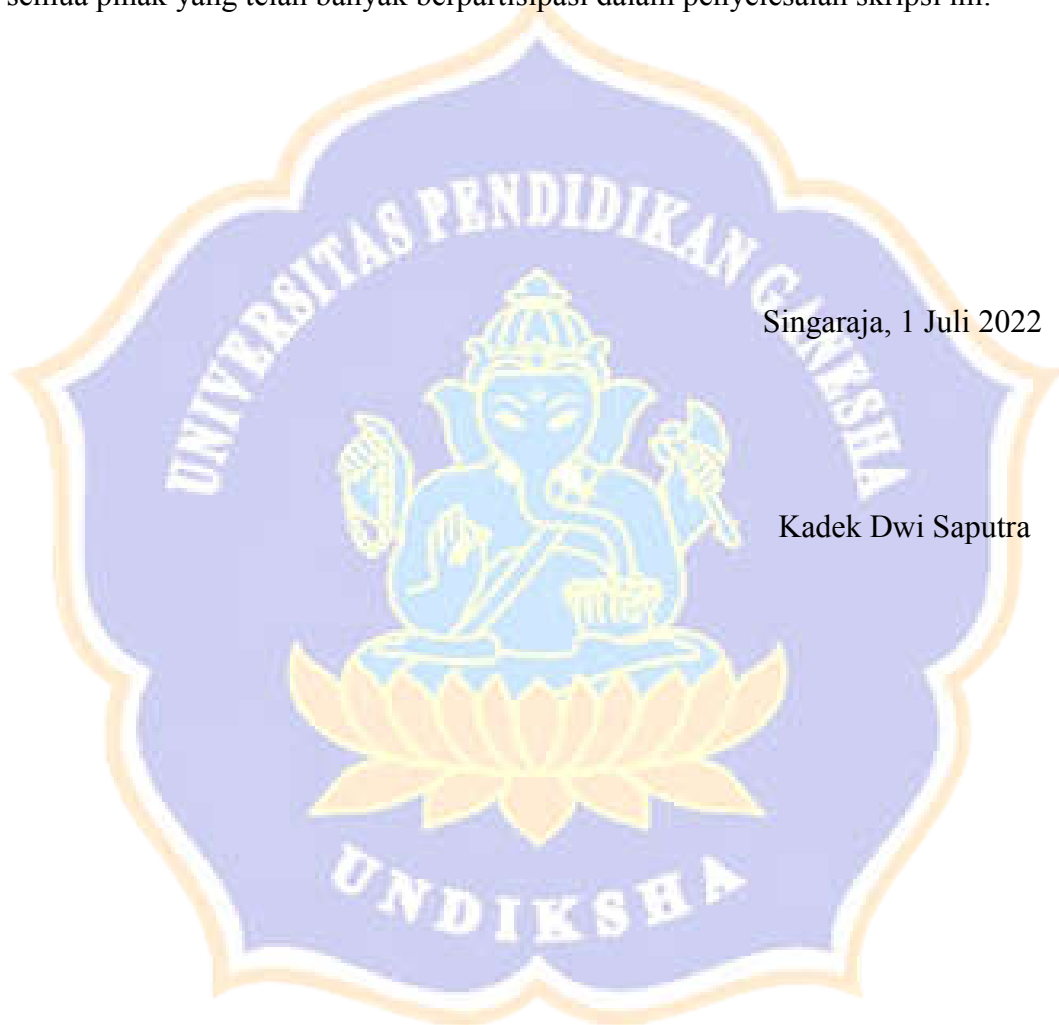 semua pihak yang telah banyak berpartisipasi dalam penyelesaian skripsi ini.
UNIVERSITAS PENDIDIKAN GANESHA
Singaraja, 1 Juli 2022
Kadek Dwi Saputra
UNDIKSHA